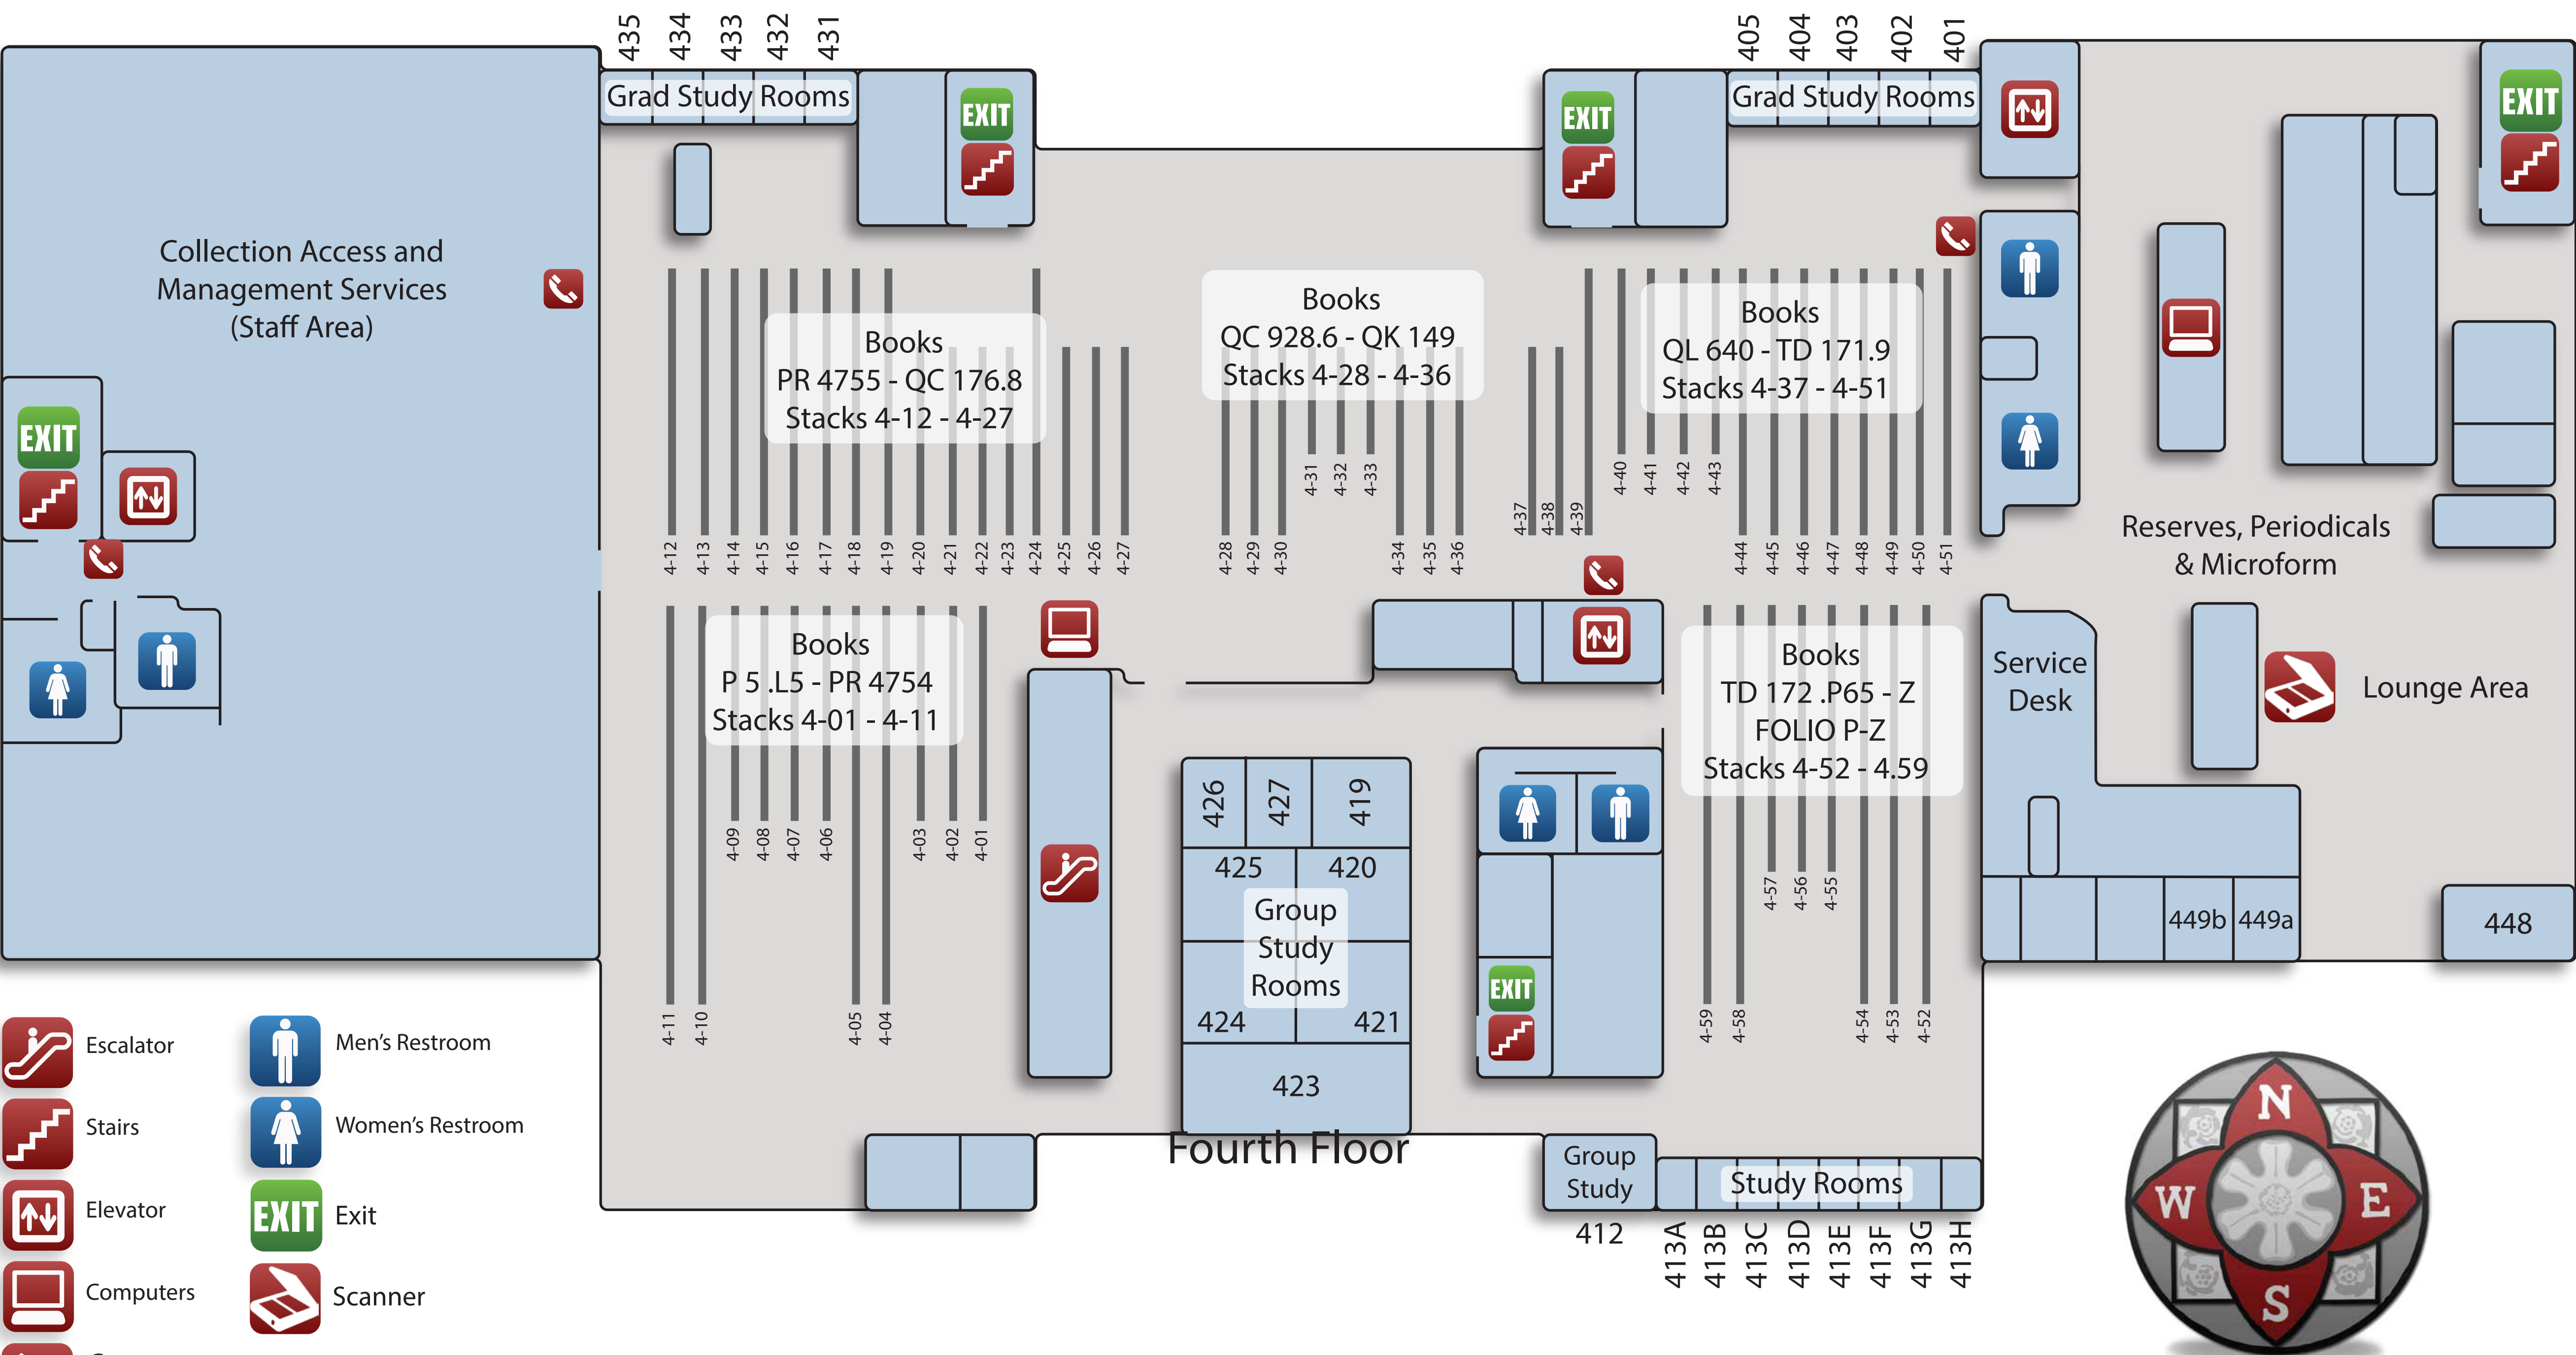 435
434
433
432
431
405
404
403
402
401
Grad Study Rooms
EXIT
EXIT
Grad Study Rooms
EXIT
Collection Access and
Management Services
(Staff Area)
Books
PR 4755 - QC 176.8
Stacks 4-12 - 4-27
Books
QC 928.6 - QK 149
Stacks 4-28 - 4-36
Books
QL 640 - TD 171.9
Stacks 4-37 - 4-51
EXIT
4-31
4-32
4-33
4-40
4-41
4-42
4-43
4-37
4-38
4-39
4-12
4-13
4-14
4-15
4-16
4-17
4-18
4-19
4-20
4-21
4-22
4-23
4-24
4-25
4-26
4-27
4-28
4-29
4-30
4-34
4-35
4-36
4-44
4-45
4-46
4-47
4-48
4-49
4-50
4-51
Reserves, Periodicals
& Microform
Books
P 5 .L5 - PR 4754
Stacks 4-01 - 4-11
Books
TD 172 .P65 - Z
FOLIO P-Z
Stacks 4-52 - 4.59
Service
Desk
Lounge Area
4-09
4-08
4-07
4-06
4-03
4-02
4-01
426
427
419
425
420
Group
Study
Rooms
424
421
423
4-57
4-56
4-55
449b
449a
448
EXIT
4-11
4-10
4-05
4-04
4-59
4-58
4-54
4-53
4-52
Fourth Floor
Group
Study
412
Study Rooms
413A
413B
413C
413D
413E
413F
413G
413H
Escalator
Men's Restroom
Stairs
Women's Restroom
Elevator
EXIT
Exit
Computers
Scanner
N
W
E
S